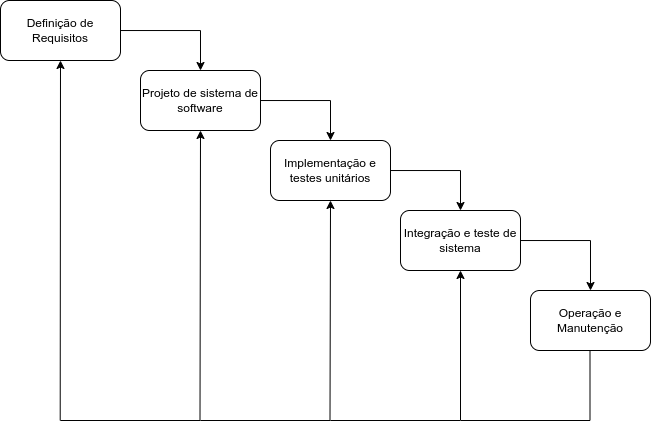 Definição de
Requisitos
Projeto de sistema de
software
Implementação e
testes unitários
Integração e teste de
sistema
Operação e
Manutenção